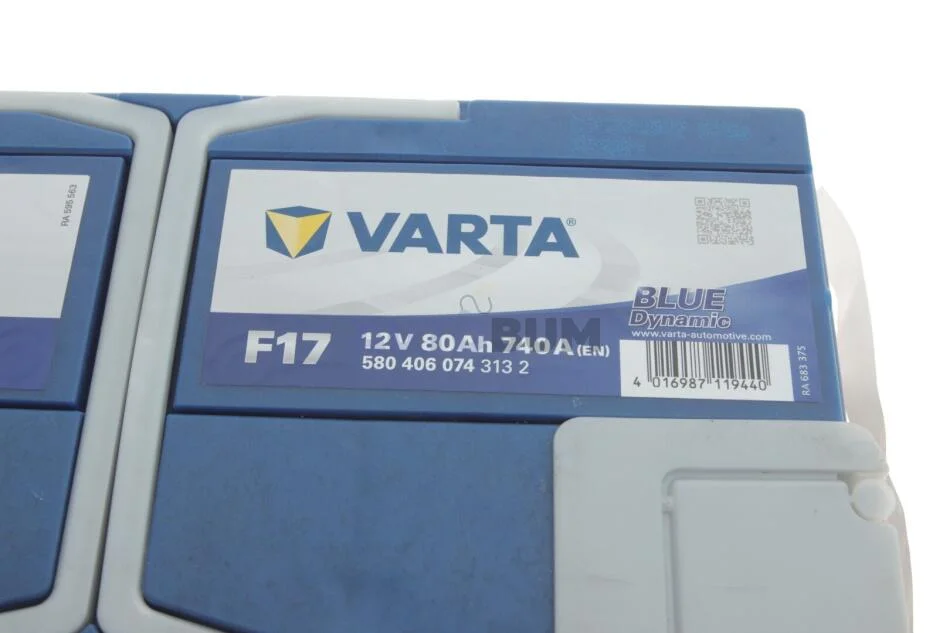 RA 595 563
VARTA®
BLUE
Dynamic
www.varta-automotive.com
F17
12V 80Ah 740A (EN)
580 406 074 313 2
4 016987 119440
RA 683 375
BUM